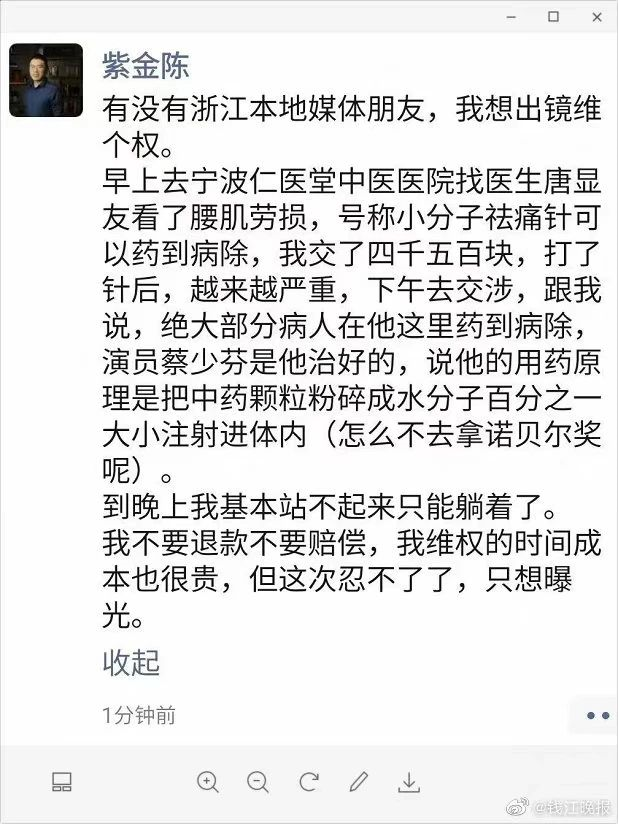 紫金陈
有没有浙江本地媒体朋友，我想出镜维
个权。
早上去宁波仁医堂中医医院找医生唐显
友看了腰肌劳损，号称小分子祛痛针可
以药到病除，我交了四千五百块，打了
针后，越来越严重，下午去交涉，跟我
说，绝大部分病人在他这里药到病除，
演员蔡少芬是他治好的，说他的用药原
理是把中药颗粒粉碎成水分子百分之一
大小注射进体内（怎么不去拿诺贝尔奖
呢）。
到晚上我基本站不起来只能躺着了。
我不要退款不要赔偿，我维权的时间成
本也很贵，但这次忍不了了，只想曝
光。
收起
1分钟前
@钱江晚报